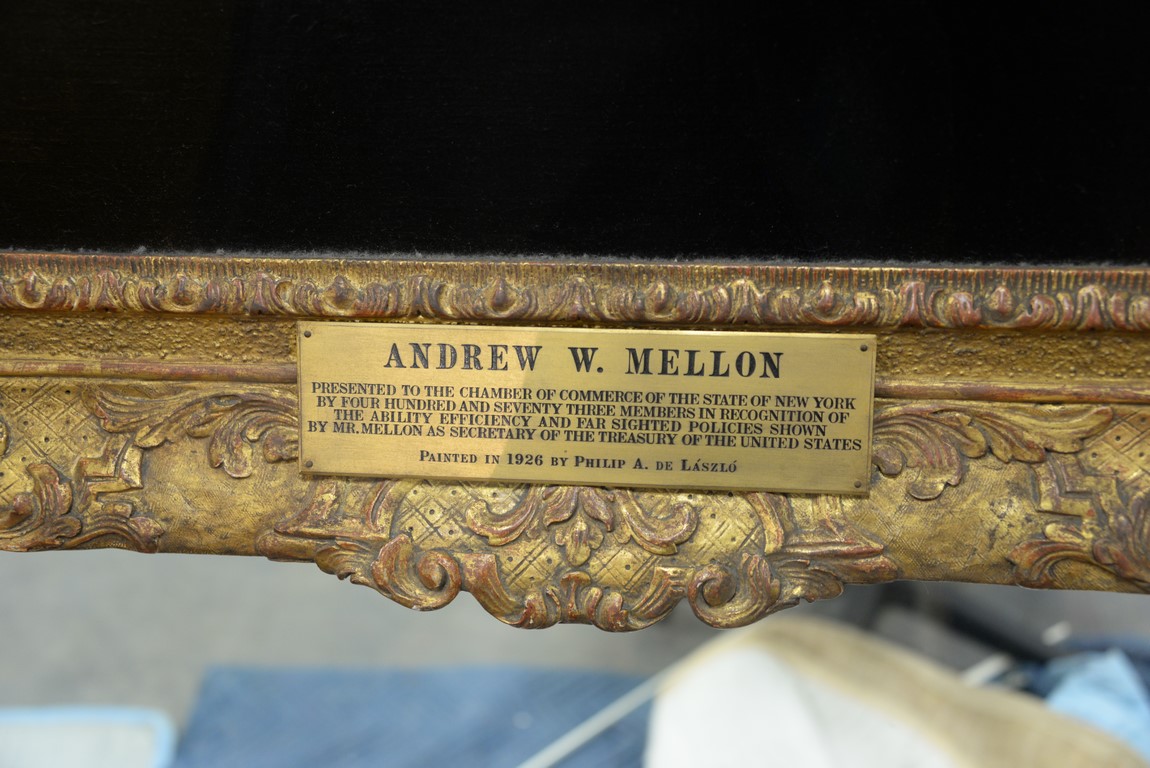 ANDREW W. MELLON
PRESENTED TO THE CHAMBER OF COMMERCE OF THE STATE OF NEW YORK
BY FOUR HUNDRED AND SEVENTY THREE MEMBERS IN RECOGNITION OF
THE ABILITY EFFICIENCY AND FAR SIGHTED POLICIES SHOWN
BY MR. MELLON AS SECRETARY OF THE TREASURY OF THE UNITED STATES
PAINTED IN 1926 BY PHILIP A. DE LÁSZLÓ